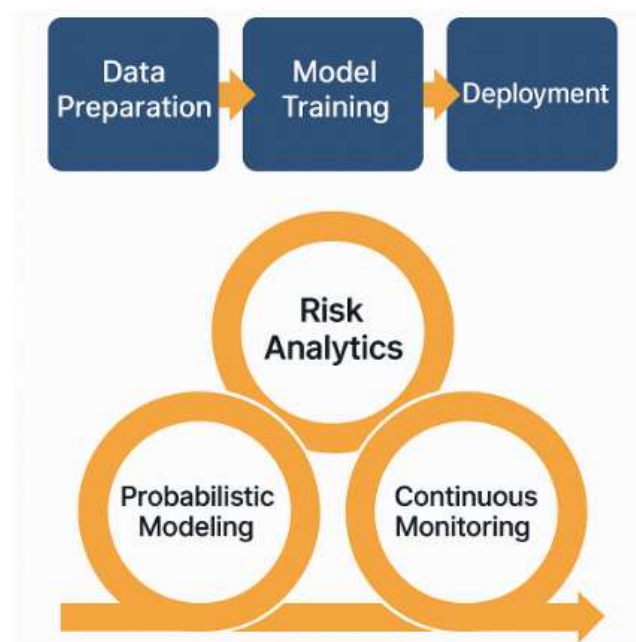 Data
Preparation
Model
Training
Deployment
Risk
Analytics
Probabilistic
Modeling
Continuous
Monitoring